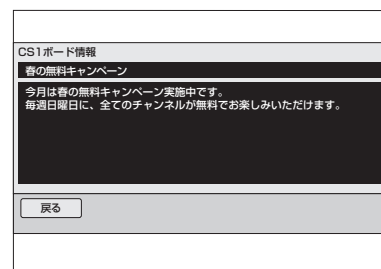 CS1ボード情報
春の無料キャンペーン
今月は春の無料キャンペーン実施中です。
毎週日曜日に、全てのチャンネルが無料でお楽しみいただけます。
戻る